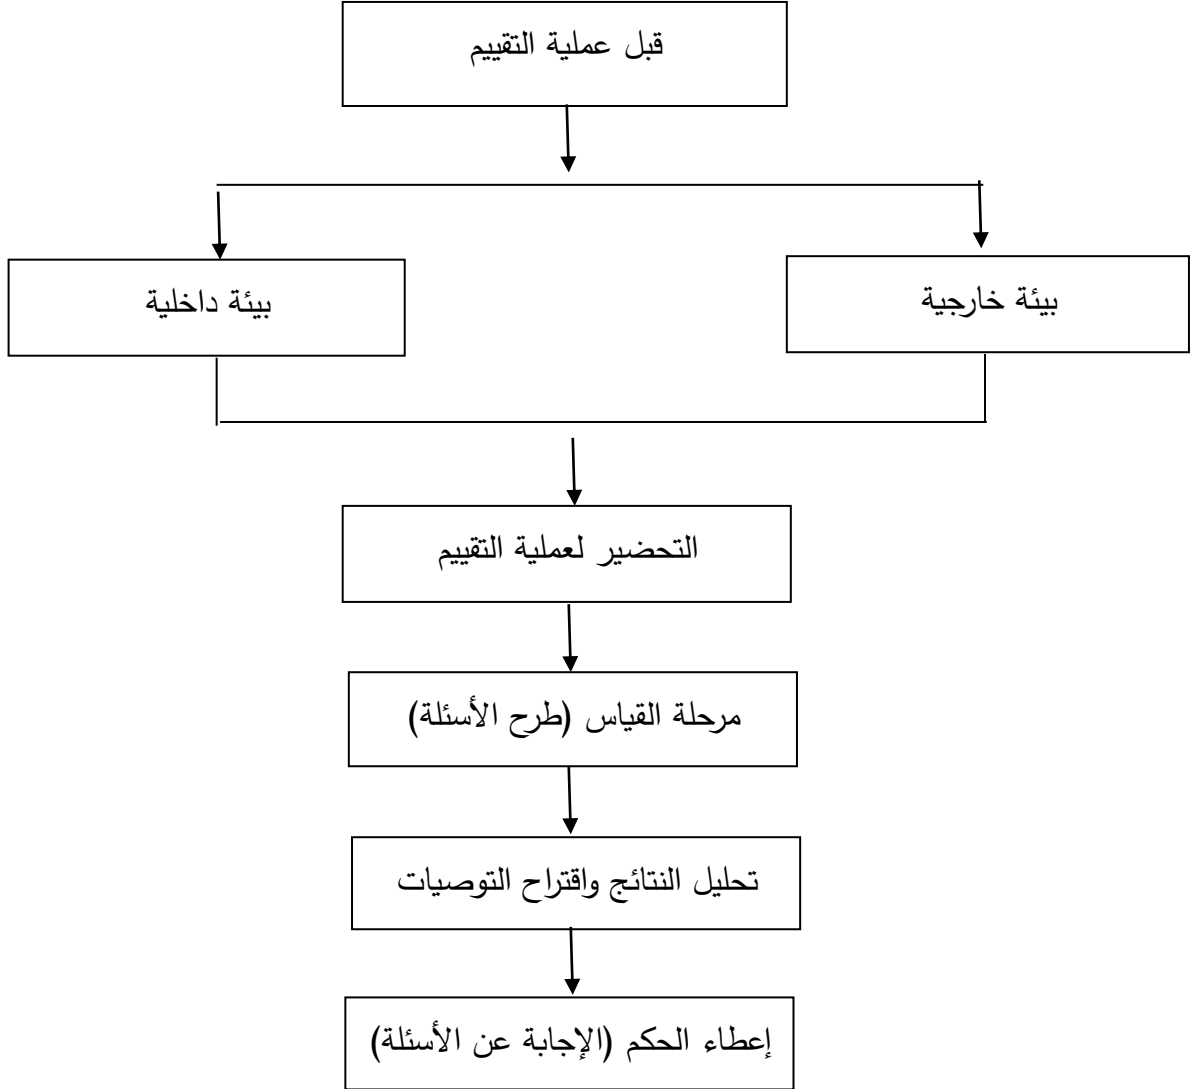 قبل عملية التقييم
بيئة خارجية
بيئة داخلية
التحضير لعملية التقييم
مرحلة القياس (طرح الأسئلة)
تحليل النتائج واقتراح التوصيات
إعطاء الحكم (الإجابة عن الأسئلة)